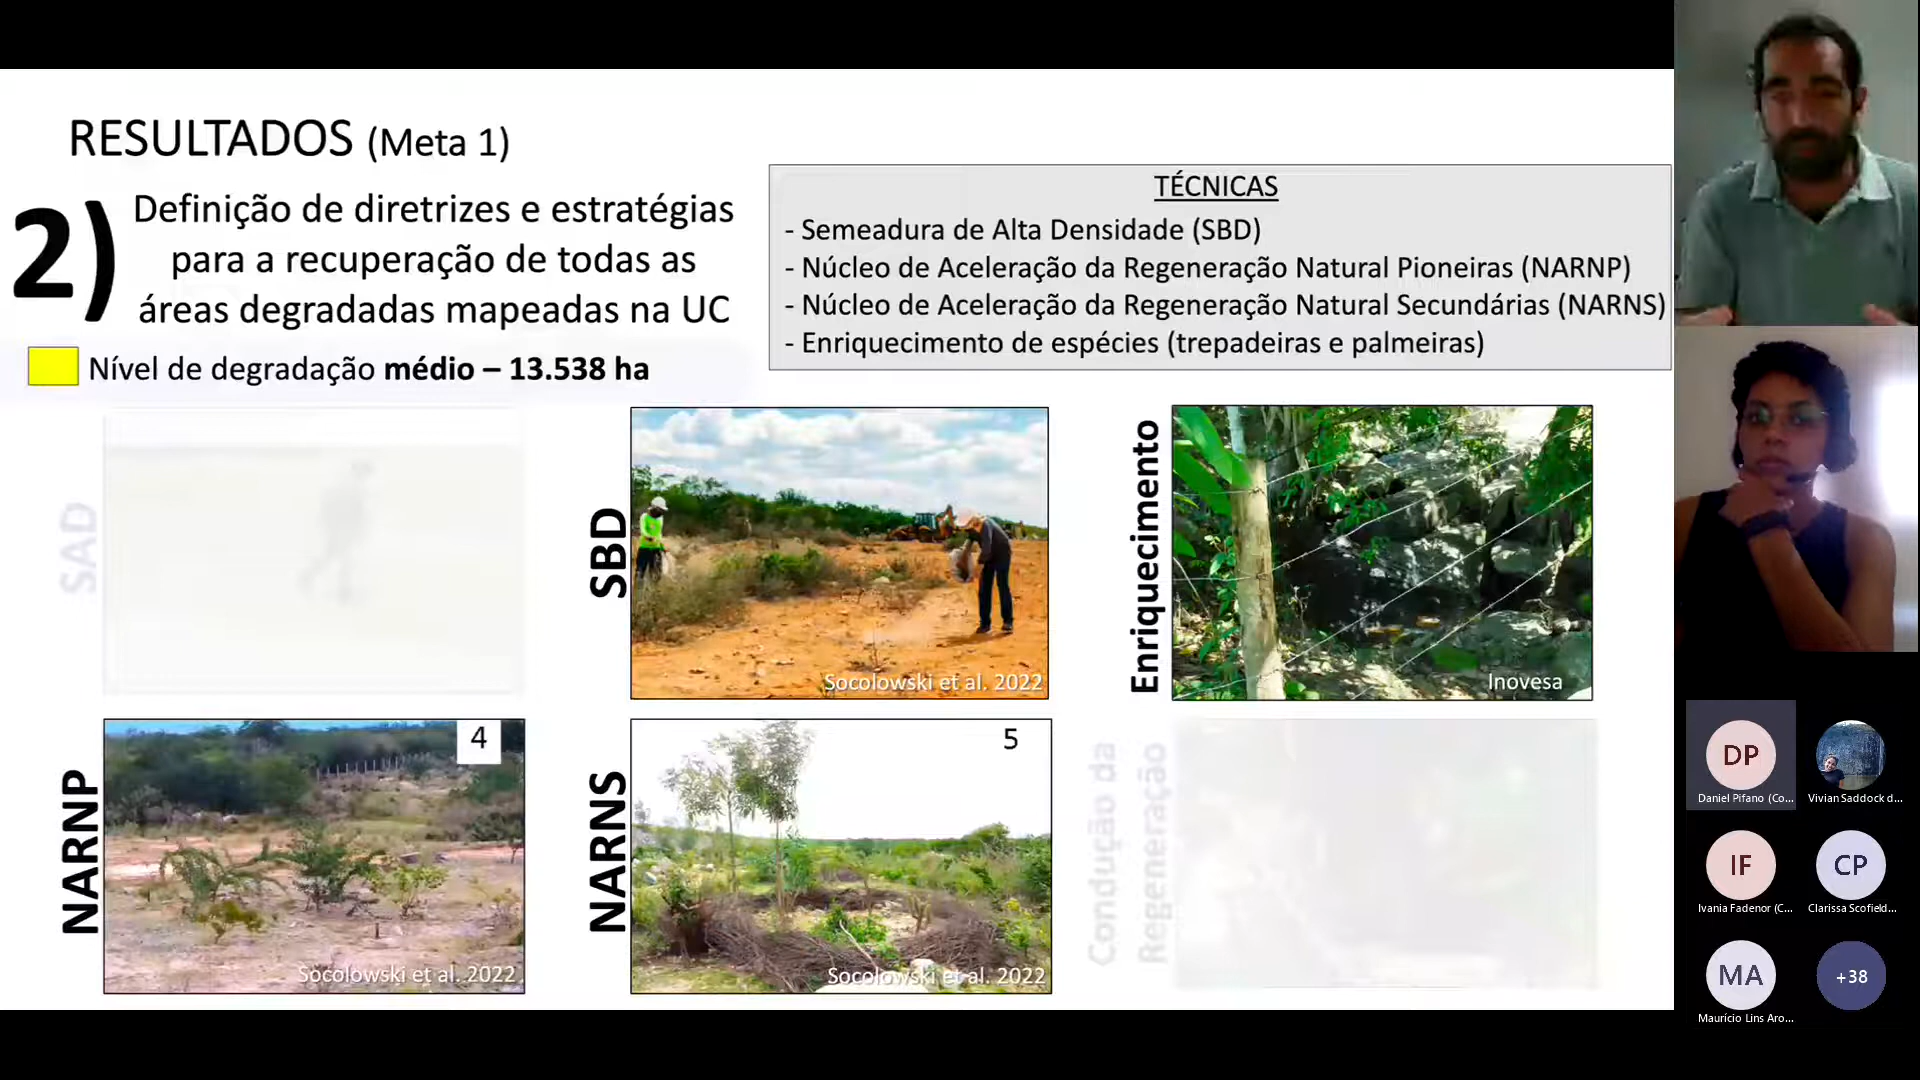 RESULTADOS (Meta 1)
2)
Definição de diretrizes e estratégias
para a recuperação de todas as
áreas degradadas mapeadas na UC
Nível de degradação médio – 13.538 ha
TÉCNICAS
- Semeadura de Alta Densidade (SBD)
- Núcleo de Aceleração da Regeneração Natural Pioneiras (NARNP)
- Núcleo de Aceleração da Regeneração Natural Secundárias (NARNS)
- Enriquecimento de espécies (trepadeiras e palmeiras)
SAD
SBD
Socolowski et al. 2022
Enriquecimento
Inovesa
NARNP
4
Socolowski et al. 2022
NARNS
5
Socolowski et al. 2022
Condução da
Regeneração
DP
Daniel Pifano (Co...
Vivian Saddock d...
IF
Ivania Fadenor (C...
CP
Clarissa Scofield...
MA
Maurício Lins Aro...
+38